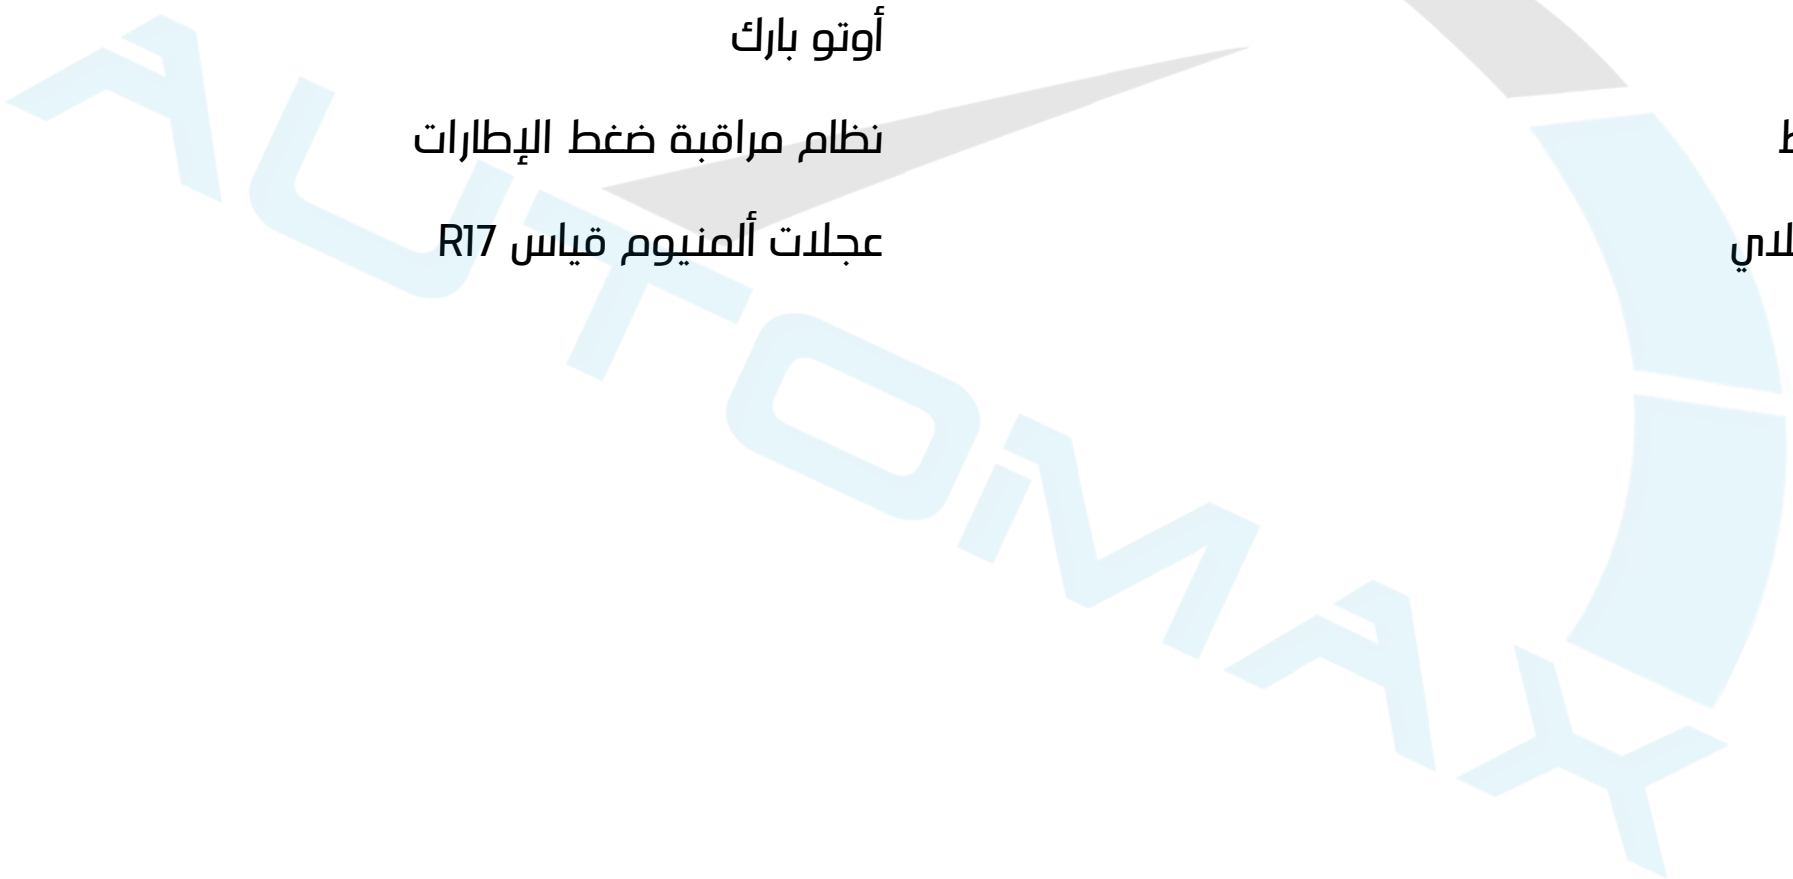 أوتو بارك
نظام مراقبة ضغط الإطارات
عجلات ألمنيوم قياس R17
AUTOMAX